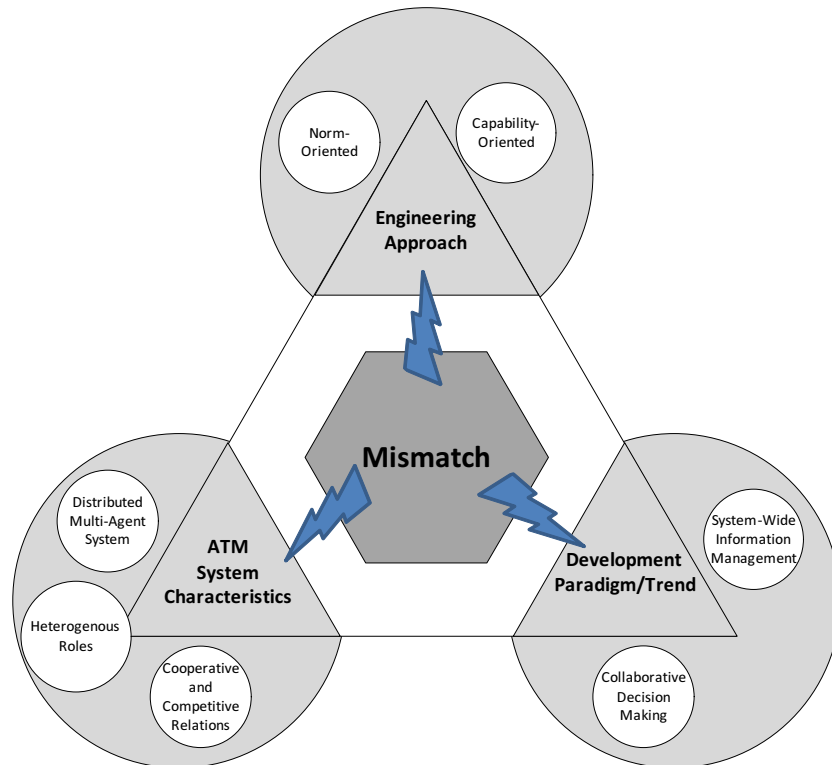 Norm-
Oriented
Capability-
Oriented
Engineering
Approach
Mismatch
Distributed
Multi-Agent
System
ATM
System
Characteristics
Heterogenous
Roles
Cooperative
and
Competitive
Relations
System-Wide
Information
Management
Development
Paradigm/Trend
Collaborative
Decision
Making